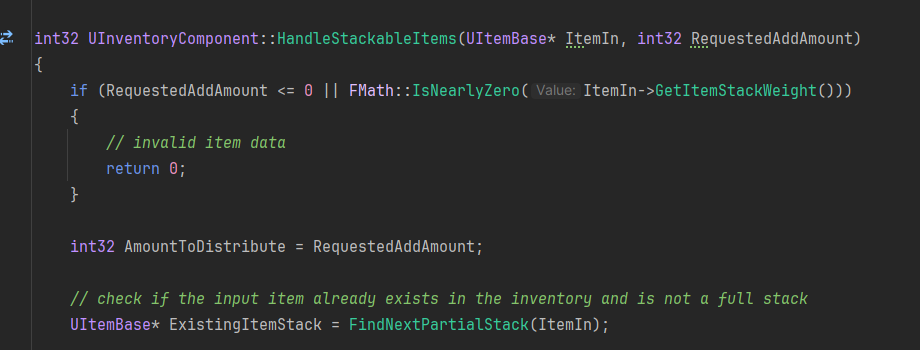 int32 UInventoryComponent::HandleStackableItems(UItemBase* ItemIn, int32 RequestedAddAmount)
{
    if (RequestedAddAmount <= 0 || FMath::IsNearlyZero( Value: ItemIn->GetItemStackWeight()))
    {
        // invalid item data
        return 0;
    }

    int32 AmountToDistribute = RequestedAddAmount;

    // check if the input item already exists in the inventory and is not a full stack
    UItemBase* ExistingItemStack = FindNextPartialStack(ItemIn);